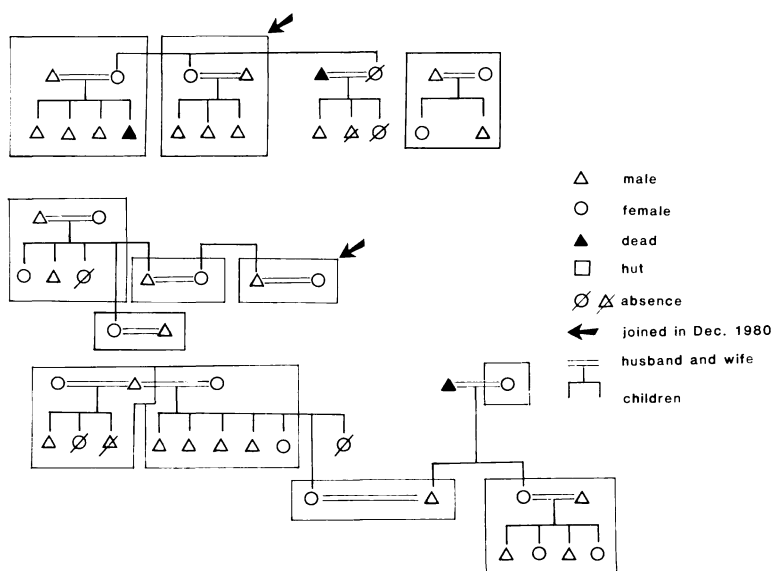 male
female
dead
hut
absence
joined in Dec. 1980
husband and wife
children